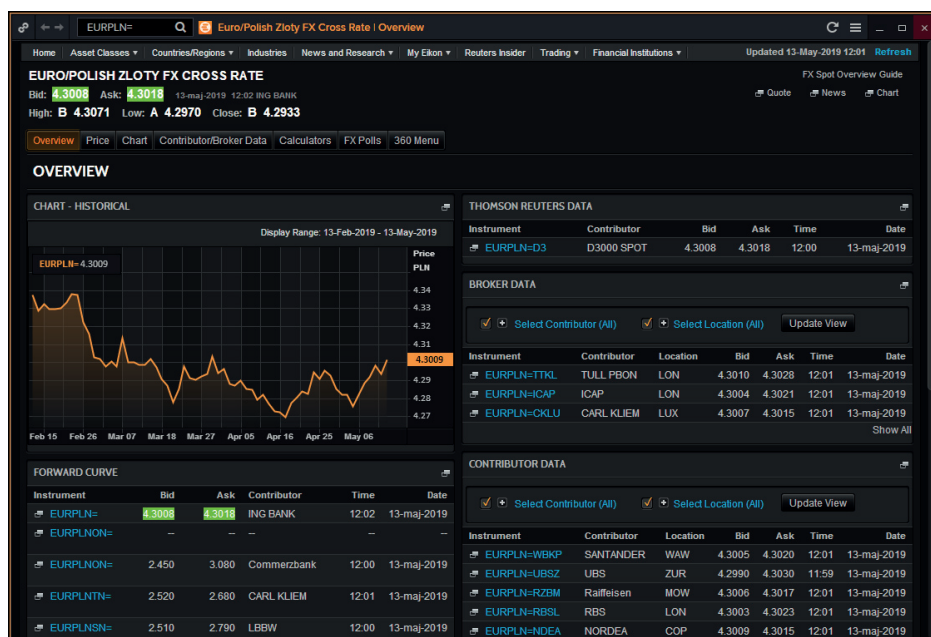 EURPLN= Euro/Polish Zloty FX Cross Rate | Overview
Home Asset Classes Countries/Regions Industries News and Research My Eikon Reuters Insider Trading Financial Institutions Updated 13-May-2019 12:01 Refresh
EURO/POLISH ZLOTY FX CROSS RATE FX Spot Overview Guide
Bid: 4.3008 Ask: 4.3018 13-maj-2019 12:02 ING BANK Quote News Chart
High: B 4.3071 Low: A 4.2970 Close: B 4.2933
Overview Price Chart Contributor/Broker Data Calculators FX Polls 360 Menu
OVERVIEW
CHART - HISTORICAL
Display Range: 13-Feb-2019 - 13-May-2019
Price
EURPLN= 4.3009
PLN
4.34
4.33
4.32
4.31
4.3009
4.29
4.28
4.27
Feb 15 Feb 26 Mar 07 Mar 18 Mar 27 Apr 05 Apr 16 Apr 25 May 06
FORWARD CURVE
Instrument Bid Ask Contributor Time Date
EURPLN= 4.3008 4.3018 ING BANK 12:02 13-maj-2019
EURPLNON= -- -- -- -- --
EURPLNON= 2.450 3.080 Commerzbank 12:00 13-maj-2019
EURPLNTN= 2.520 2.680 CARL KLIEM 12:01 13-maj-2019
EURPLNSN= 2.510 2.790 LBBW 12:00 13-maj-2019
THOMSON REUTERS DATA
Instrument Contributor Bid Ask Time Date
EURPLN=D3 D3000 SPOT 4.3008 4.3018 12:00 13-maj-2019
BROKER DATA
Select Contributor (All) Select Location (All) Update View
Instrument Contributor Location Bid Ask Time Date
EURPLN=TTKL TULL PBON LON 4.3010 4.3028 12:01 13-maj-2019
EURPLN=ICAP ICAP LON 4.3004 4.3021 12:01 13-maj-2019
EURPLN=CKLU CARL KLIEM LUX 4.3007 4.3015 12:01 13-maj-2019
Show All
CONTRIBUTOR DATA
Select Contributor (All) Select Location (All) Update View
Instrument Contributor Location Bid Ask Time Date
EURPLN=WBKP SANTANDER WAW 4.3005 4.3020 12:01 13-maj-2019
EURPLN=UBSZ UBS ZUR 4.2990 4.3030 11:59 13-maj-2019
EURPLN=RZBM Raiffeisen MOW 4.3006 4.3017 12:01 13-maj-2019
EURPLN=RBSL RBS LON 4.3003 4.3023 12:01 13-maj-2019
EURPLN=NDEA NORDEA COP 4.3009 4.3015 12:01 13-maj-2019